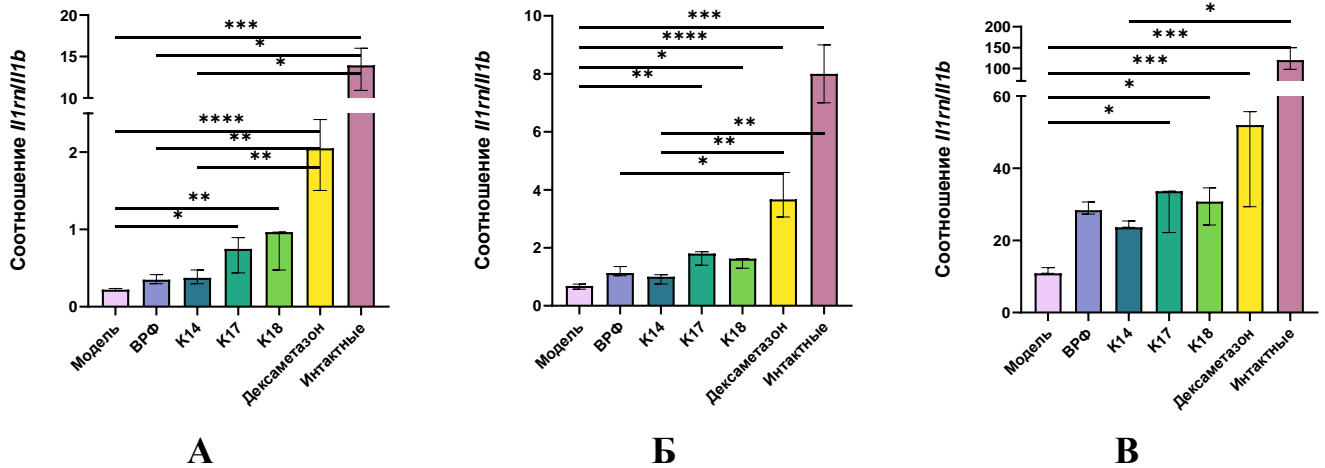 Соотношение Il1rn/Il1b
20
15
10
5
2
1
0
***
*
*
****
**
**
**
*
Модель
ВРФ
К14
К17
К18
Дексаметазон
Интактные
А
Соотношение Il1rn/Il1b
10
8
6
4
2
0
***
****
*
**
**
**
*
Модель
ВРФ
К14
К17
К18
Дексаметазон
Интактные
Б
Соотношение Il1rn/Il1b
200
150
100
50
60
40
20
0
*
***
***
*
*
Модель
ВРФ
К14
К17
К18
Дексаметазон
Интактные
В